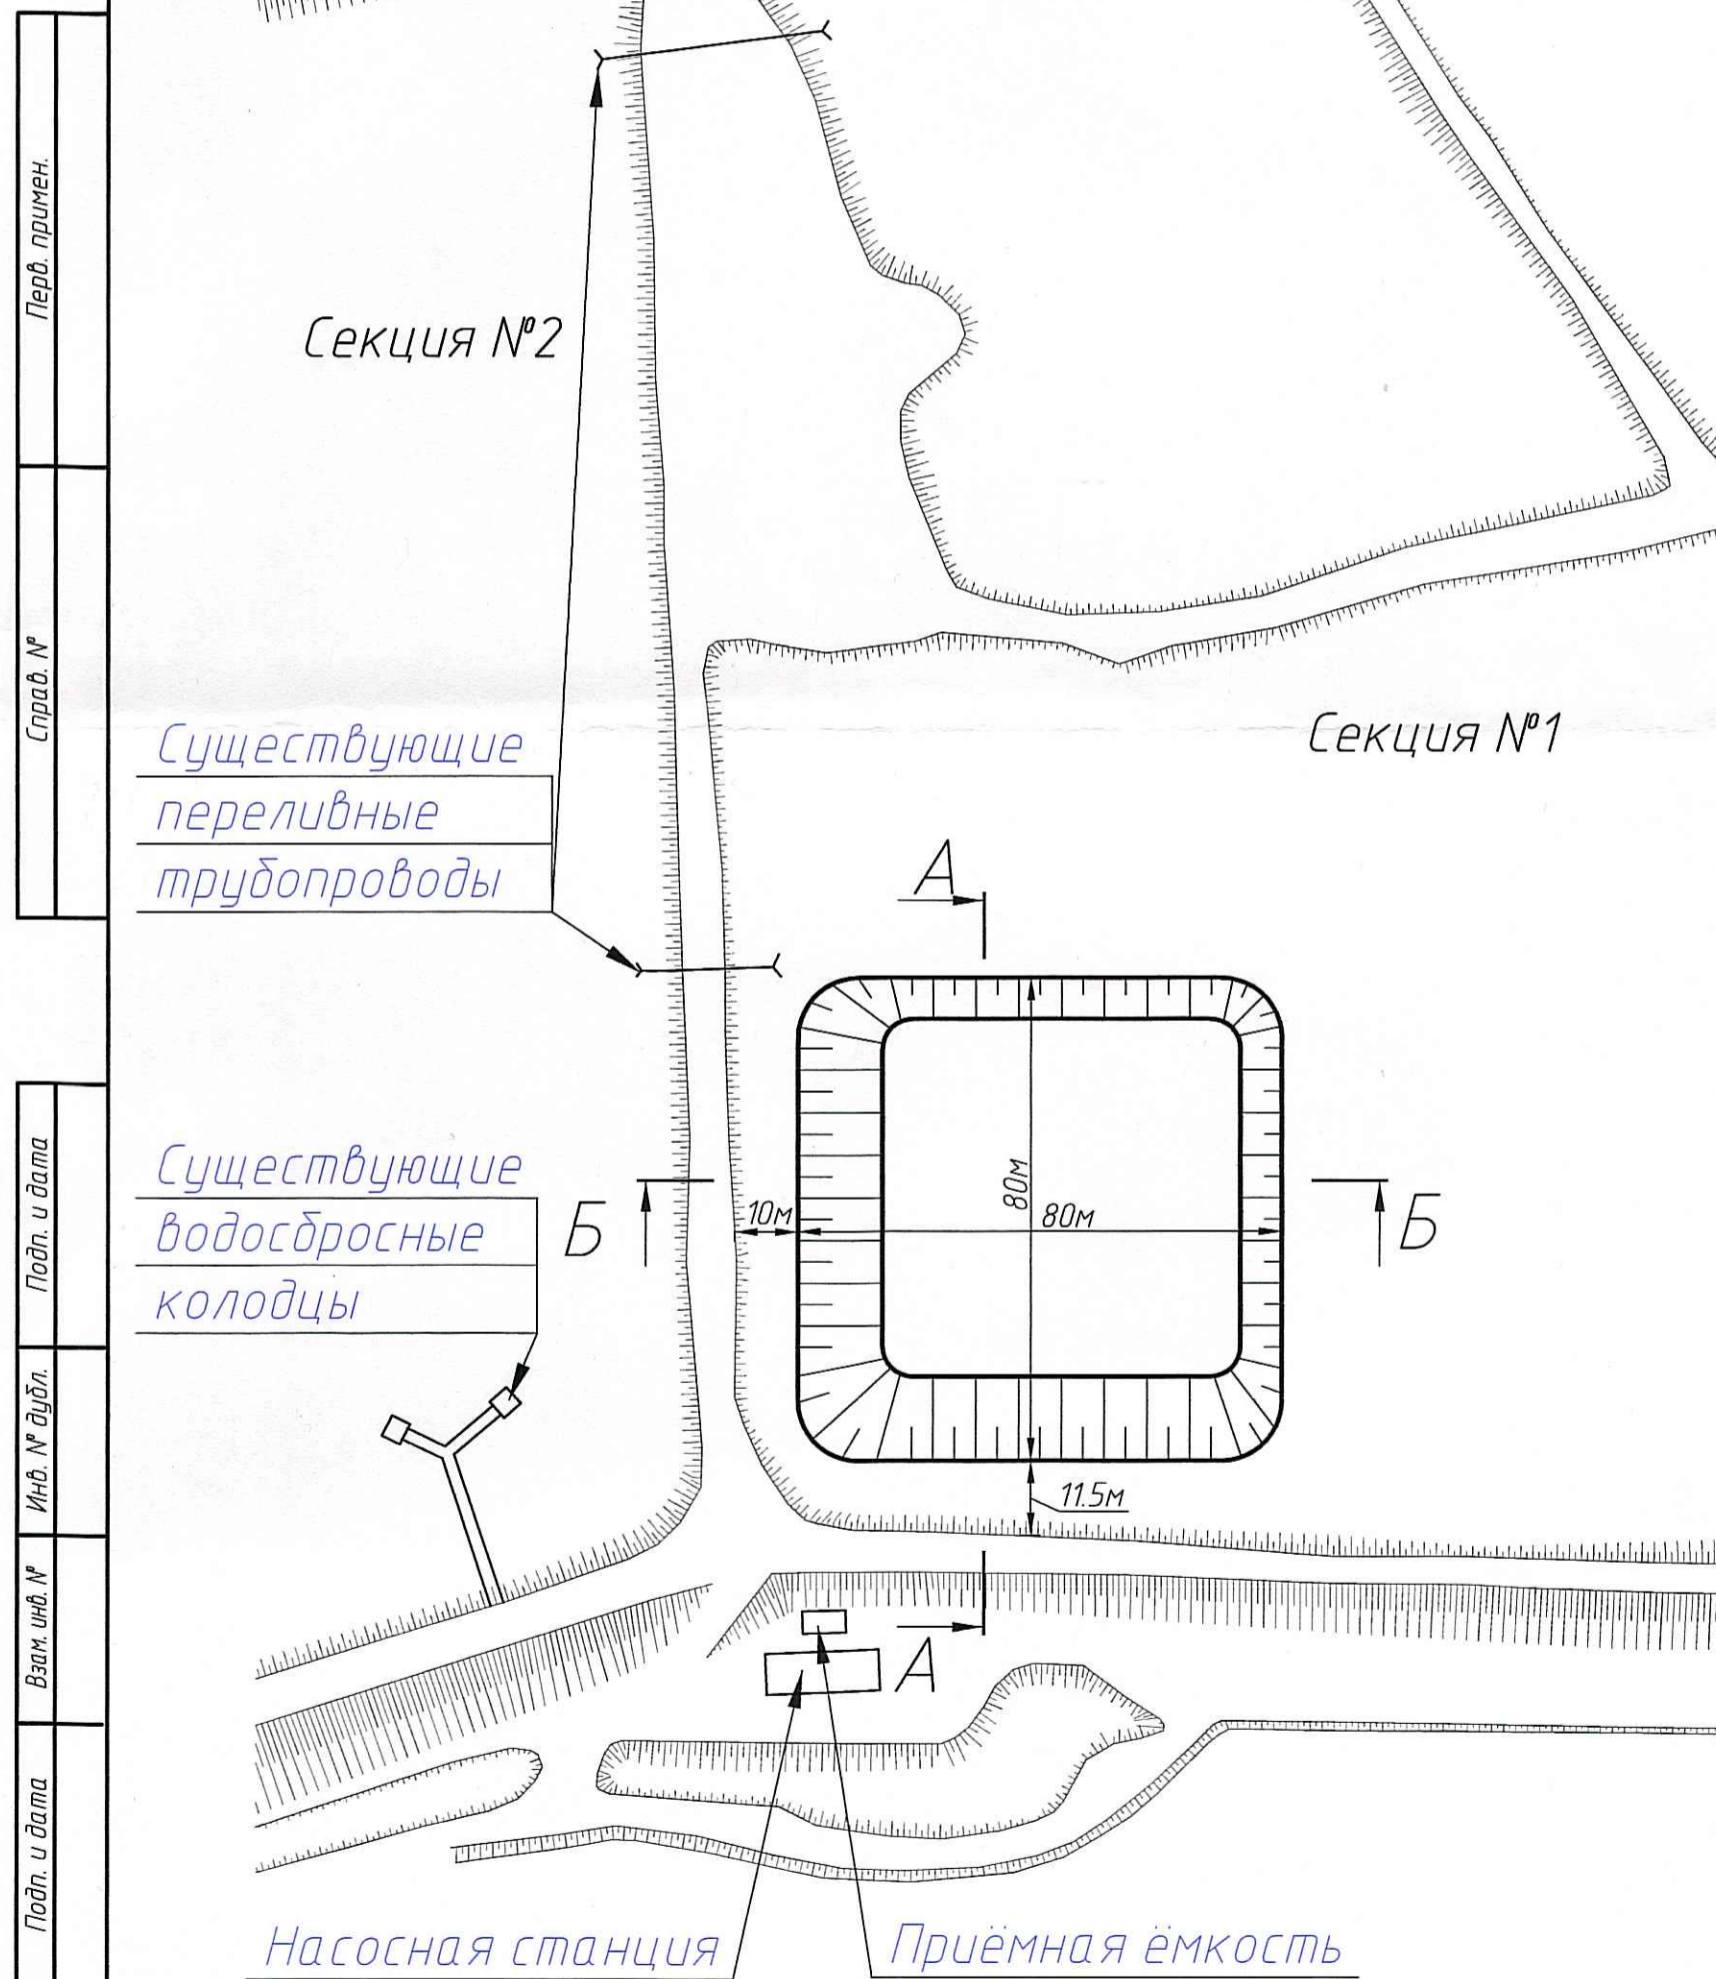 Перв. примен.
Справ. №
Подп. и дата
Инв. № дубл.
Взам. инв. №
Подп. и дата
Секция №2
Секция №1
Существующие
переливные
трубопроводы
А
Существующие
водосбросные
колодцы
Б
10м
80м
80м
Б
11.5м
А
Насосная станция
Приёмная ёмкость